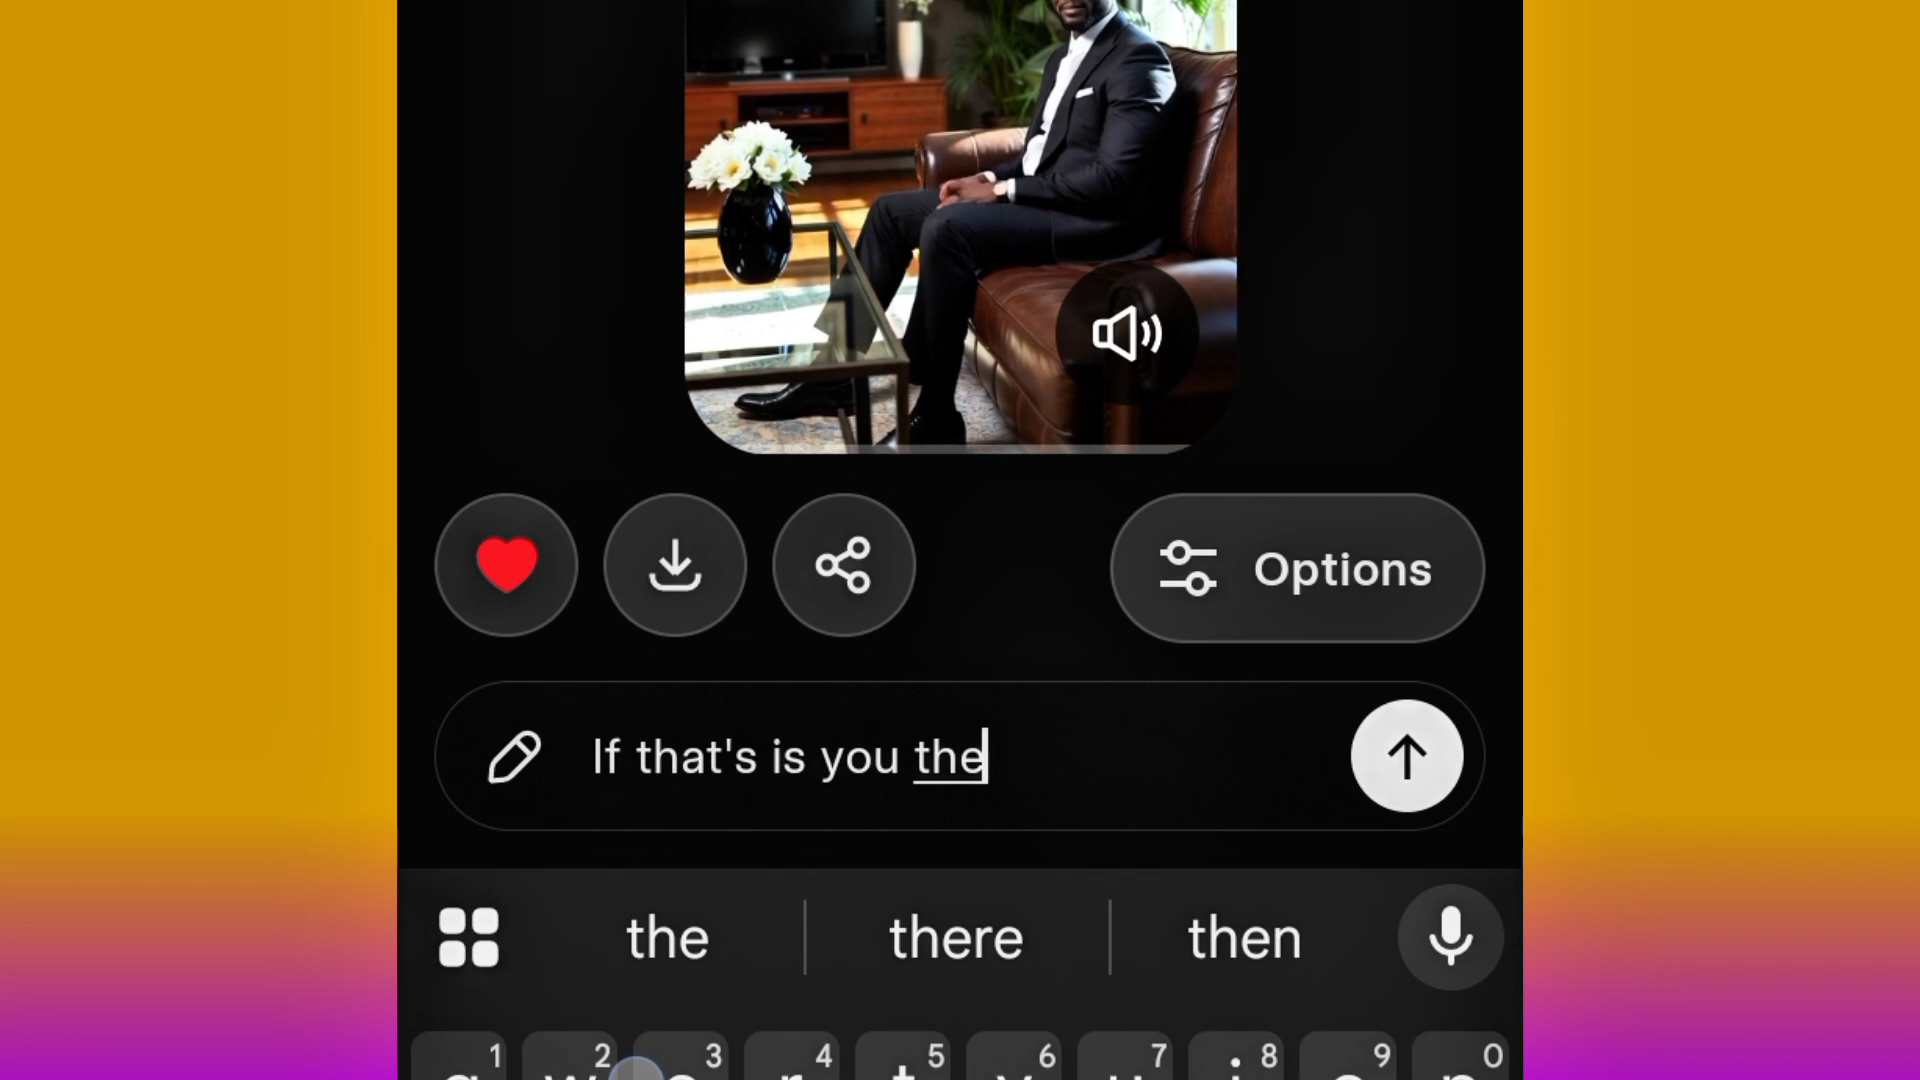 Options
If that's is you the
the there then
1 2 3 4 5 6 7 8 9 0